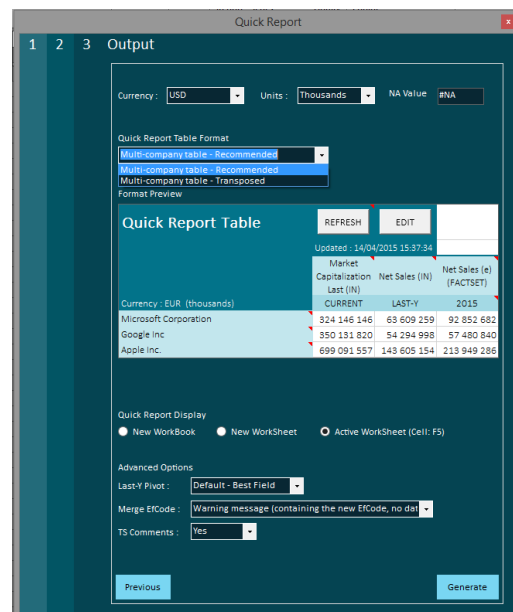 Quick Report
x
1 2 3 Output
Currency : USD Units : Thousands NA Value #NA
Quick Report Table Format
Multi-company table - Recommended
Multi-company table - Recommended
Multi-company table - Transposed
Format Preview
Quick Report Table REFRESH EDIT
Updated : 14/04/2015 15:37:34
Market Capitalization Last (IN) Net Sales (IN) Net Sales (e) (FACTSET)
Currency : EUR (thousands) CURRENT LAST-Y 2015
Microsoft Corporation 324 146 146 63 609 259 92 852 682
Google Inc 350 131 820 54 294 998 57 480 840
Apple Inc. 699 091 557 143 605 154 213 949 286
Quick Report Display
New WorkBook New WorkSheet Active WorkSheet (Cell: F5)
Advanced Options
Last-Y Pivot : Default - Best Field
Merge EfCode : Warning message (containing the new EfCode, no dat
TS Comments : Yes
Previous Generate